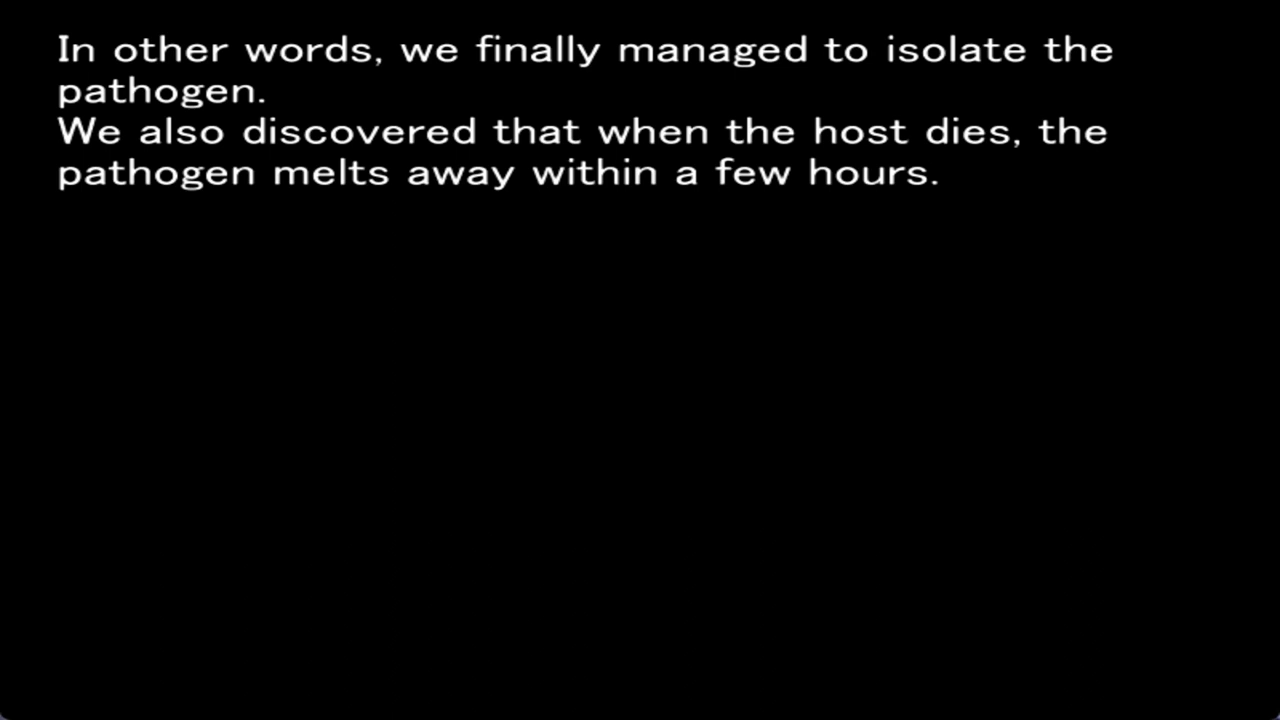 In other words, we finally managed to isolate the
pathogen.
We also discovered that when the host dies, the
pathogen melts away within a few hours.